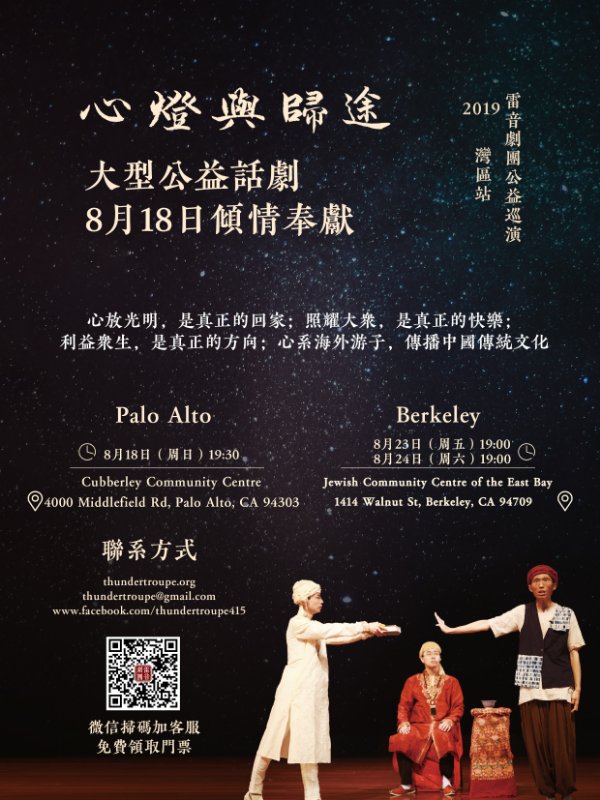 心燈與歸途
2019 雷音劇團公益巡演
灣區站
大型公益話劇
8月18日傾情奉獻
心放光明，是真正的回家；照耀大衆，是真正的快樂；
利益衆生，是真正的方向；心系海外游子，傳播中國傳統文化
Palo Alto
8月18日（周日）19:30
Cubberley Community Centre
4000 Middlefield Rd, Palo Alto, CA 94303
Berkeley
8月23日（周五）19:00
8月24日（周六）19:00
Jewish Community Centre of the East Bay
1414 Walnut St, Berkeley, CA 94709
聯系方式
thundertroupe.org
thundertroupe@gmail.com
www.facebook.com/thundertroupe415
微信掃碼加客服
免費領取門票